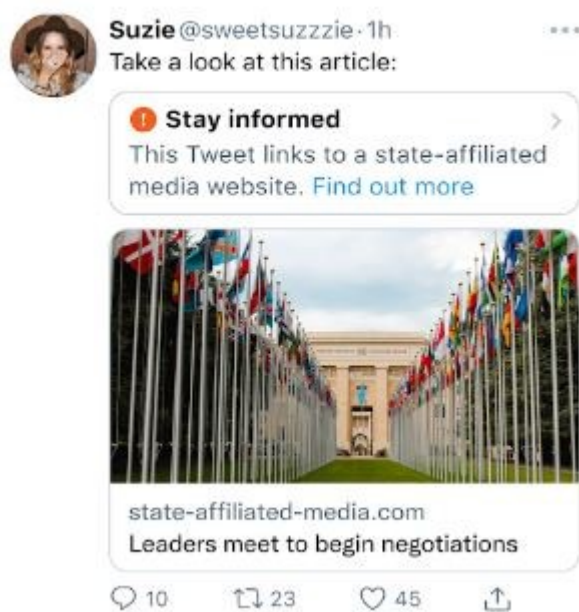 Suzie @sweetsuzzzie · 1h
Take a look at this article:
Stay informed
This Tweet links to a state-affiliated
media website. Find out more
state-affiliated-media.com
Leaders meet to begin negotiations
10 23 45